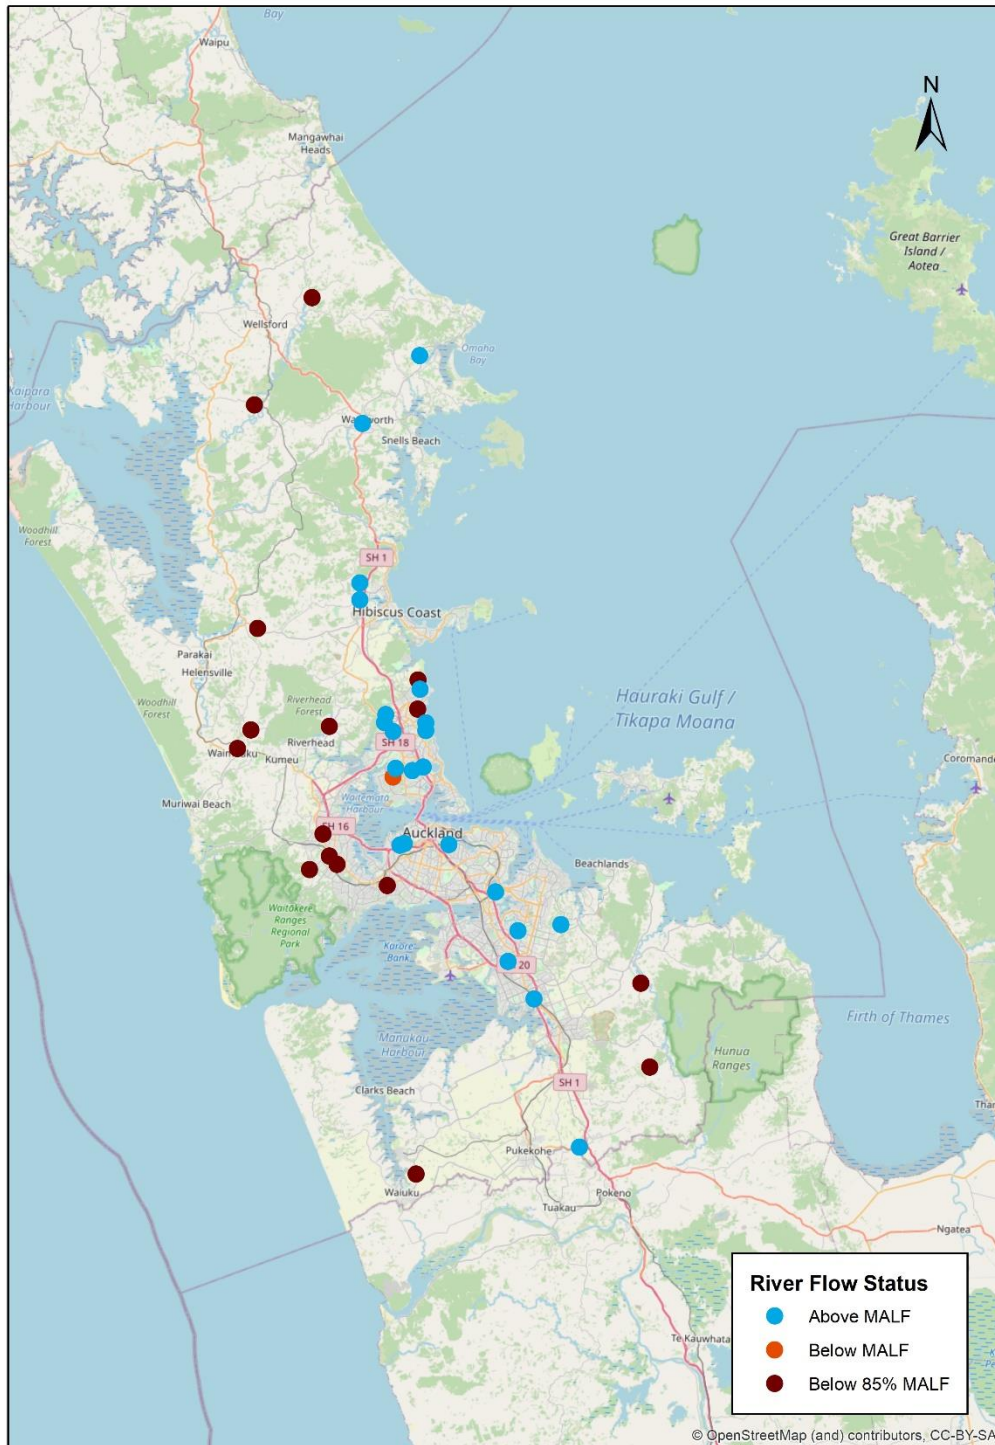 Bay
Waipu
N
Mangawhai
Heads
Great Barrier
Island /
Aotea
Wellsford
Omaha
Bay
Kaipara
Harbour
Snells Beach
Woodhill
Forest
SH 1
Hibiscus Coast
Parakai
Helensville
Woodhill
Forest
Riverhead
Forest
Hauraki Gulf /
Tikapa Moana
SH 18
Riverhead
Kumeu
Coromande
Muriwai Beach
Waitemata
Harbour
SH 16
Auckland
Beachlands
Waitakere
Ranges
Regional
Park
Karore
Bank
20
Manukau
Harbour
Firth of Thames
Hunua
Ranges
SH 1
Clarks Beach
Tha
Pukekohe
Waiuku
Pokeno
Tuakau
Ngatea
River Flow Status
Above MALF
Below MALF
Below 85% MALF
Te Kauwhata
© OpenStreetMap (and) contributors, CC-BY-SA